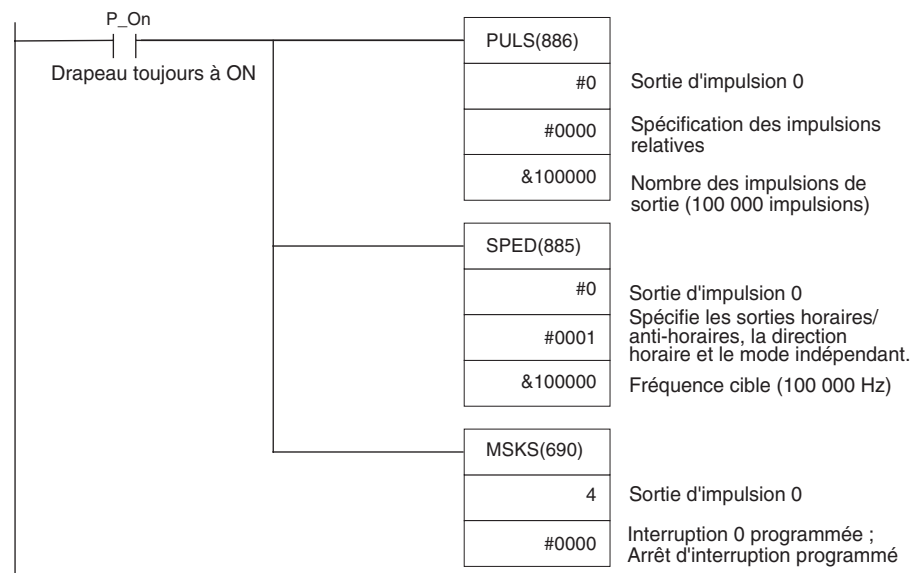 P_On
Drapeau toujours à ON
PULS(886)
#0
Sortie d'impulsion 0
#0000
Spécification des impulsions
relatives
&100000
Nombre des impulsions de
sortie (100 000 impulsions)
SPED(885)
#0
Sortie d'impulsion 0
#0001
Spécifie les sorties horaires/
anti-horaires, la direction
horaire et le mode indépendant.
&100000
Fréquence cible (100 000 Hz)
MSKS(690)
4
Sortie d'impulsion 0
#0000
Interruption 0 programmée ;
Arrêt d'interruption programmé